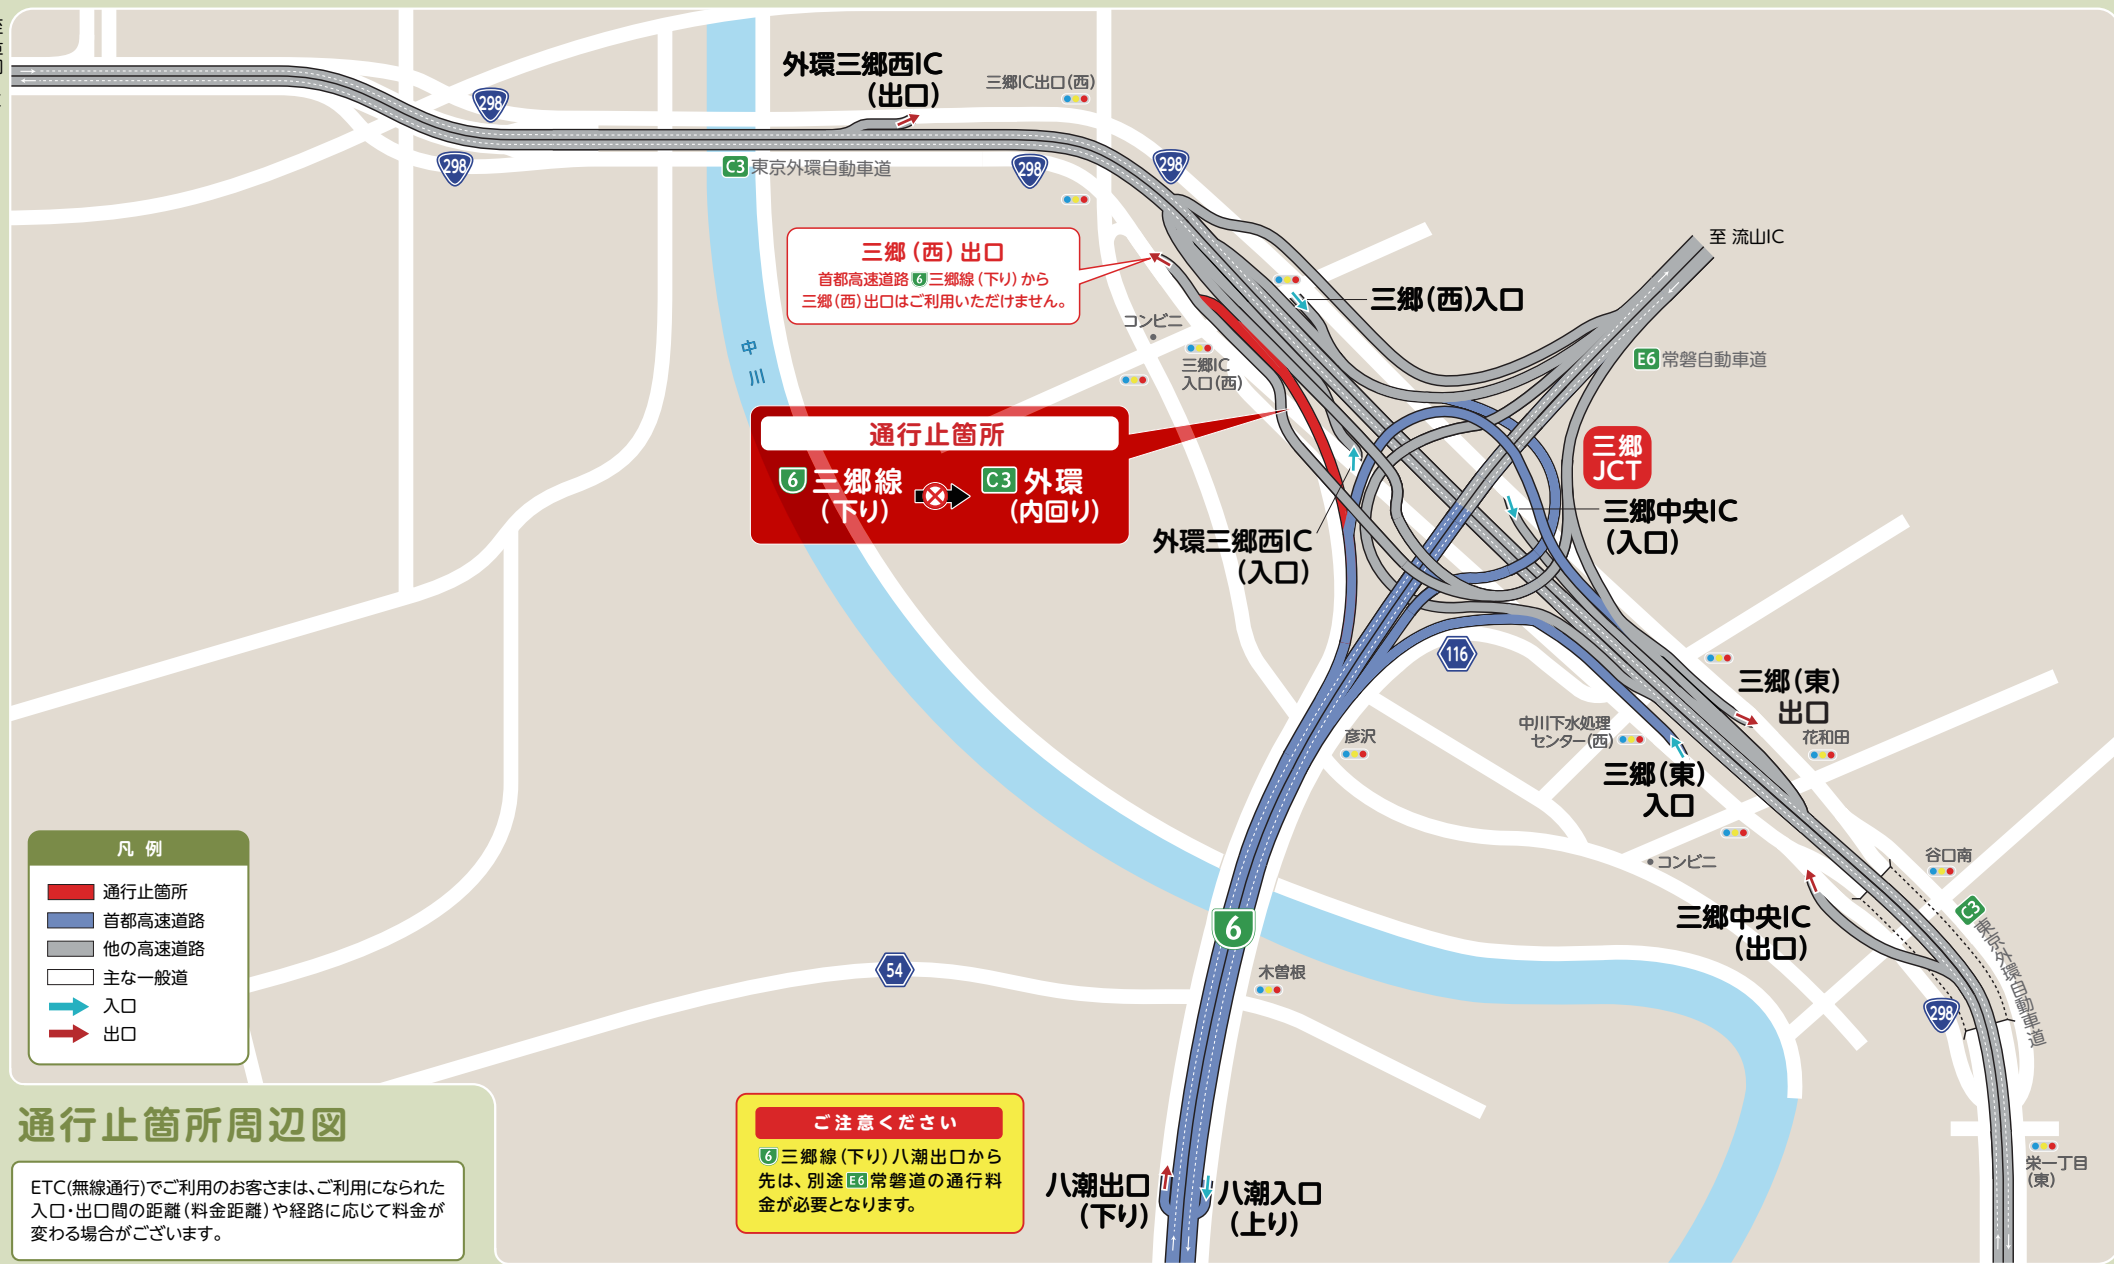 298
298
外環三郷西IC
(出口)
三郷IC出口(西)
C3 東京外環自動車道
298
298
三郷(西)出口
首都高速道路 6 三郷線(下り)から
三郷(西)出口はご利用いただけません。
至 流山IC
三郷(西)入口
コンビニ
三郷IC
入口(西)
E6 常磐自動車道
中
川
通行止箇所
6 三郷線
(下り)
C3 外環
(内回り)
三郷
JCT
三郷中央IC
(入口)
外環三郷西IC
(入口)
116
三郷(東)
出口
中川下水処理
センター(西)
彦沢
花和田
三郷(東)
入口
コンビニ
谷口南
三郷中央IC
(出口)
C3 東京外環自動車道
6
54
木曽根
298
凡 例
通行止箇所
首都高速道路
他の高速道路
主な一般道
入口
出口
通行止箇所周辺図
ETC(無線通行)でご利用のお客さまは、ご利用になられた
入口・出口間の距離(料金距離)や経路に応じて料金が
変わる場合がございます。
ご注意ください
6 三郷線(下り)八潮出口から
先は、別途 E6 常磐道の通行料
金が必要となります。
八潮出口
(下り)
八潮入口
(上り)
栄一丁目
(東)